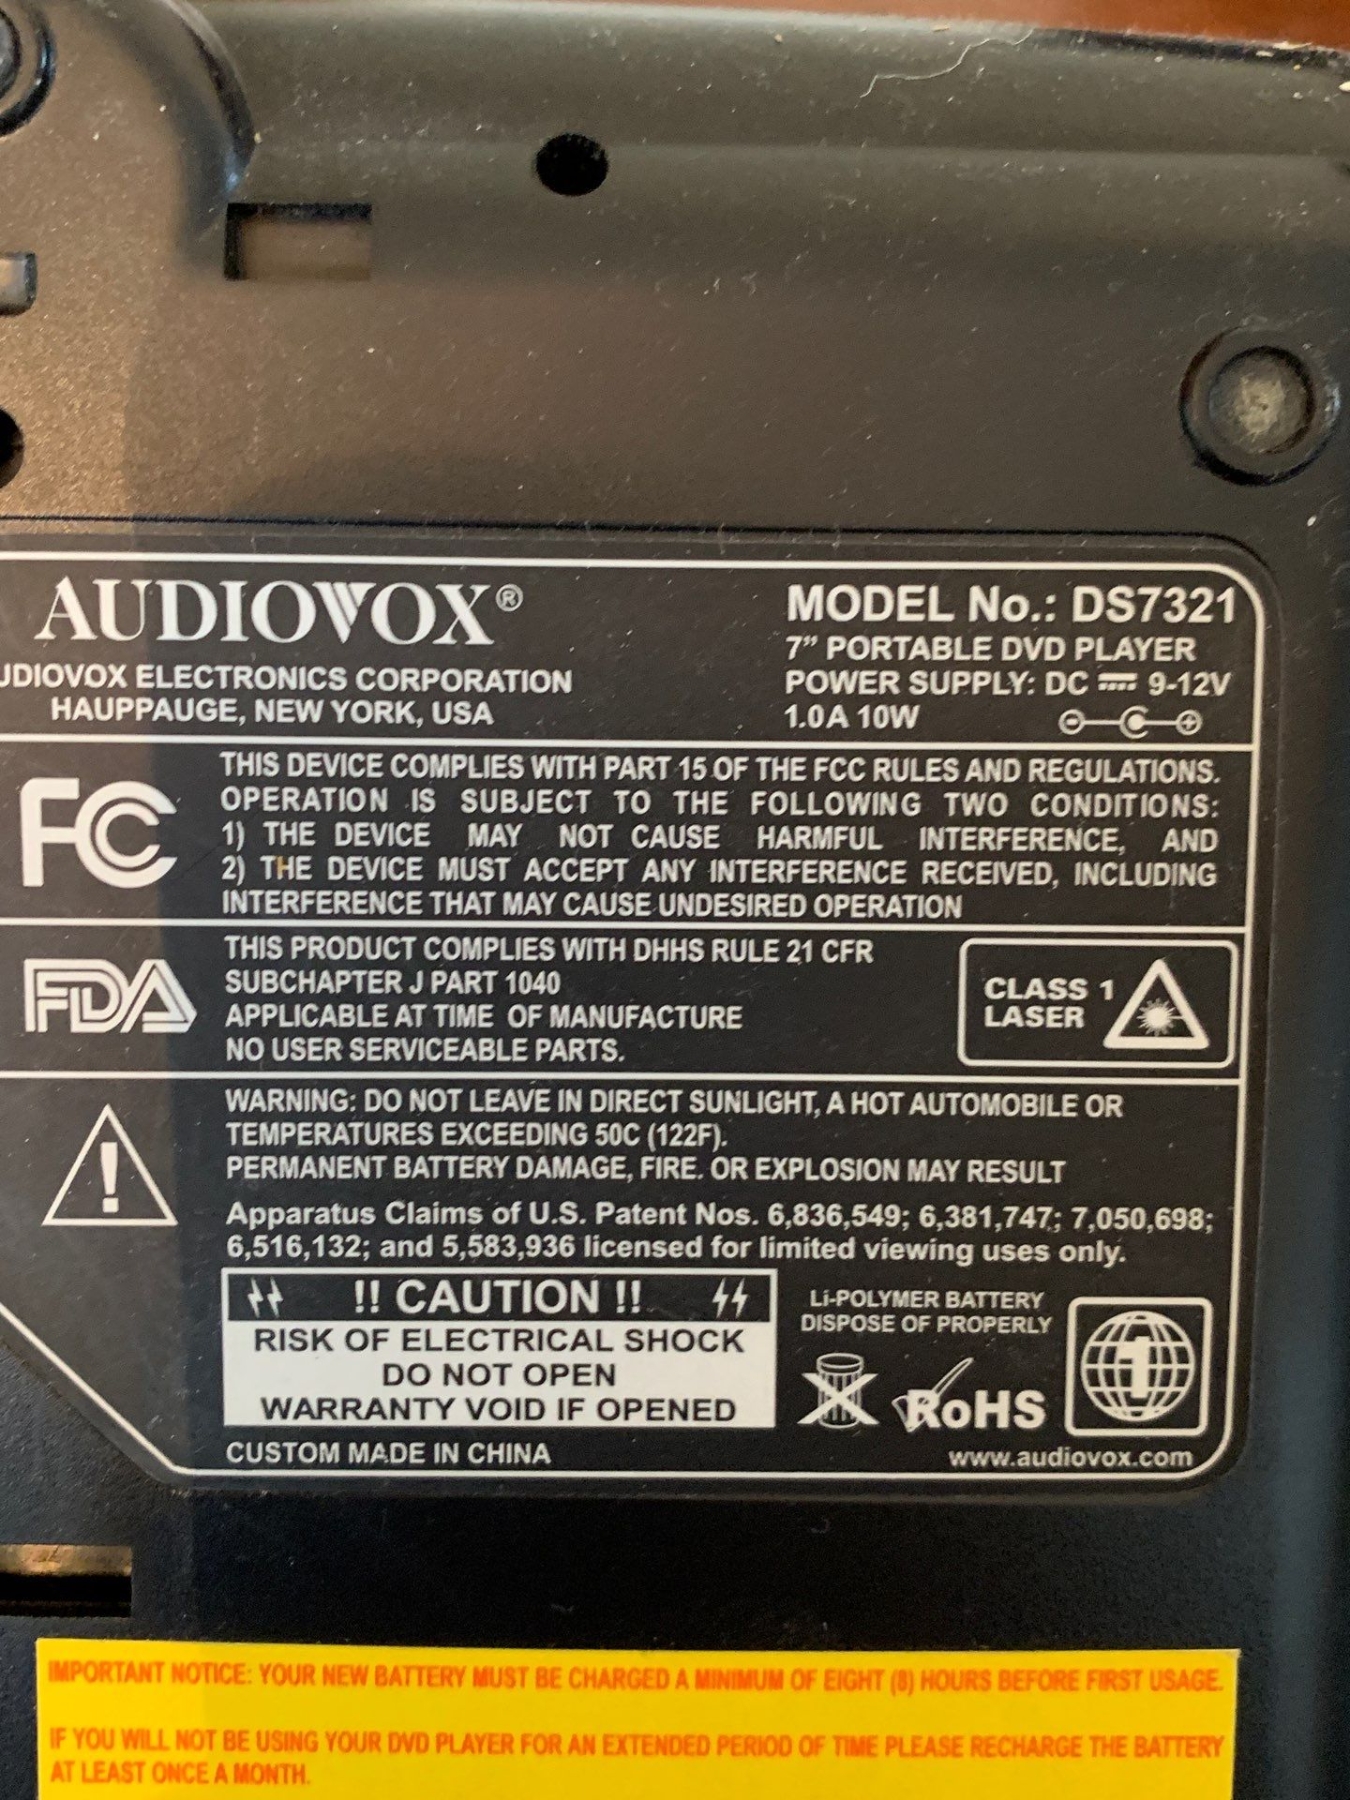 AUDIOVOX®
UDIOVOX ELECTRONICS CORPORATION
HAUPPAUGE, NEW YORK, USA
MODEL No.: DS7321
7” PORTABLE DVD PLAYER
POWER SUPPLY: DC 9-12V
1.0A 10W
FC
THIS DEVICE COMPLIES WITH PART 15 OF THE FCC RULES AND REGULATIONS.
OPERATION IS SUBJECT TO THE FOLLOWING TWO CONDITIONS:
1) THE DEVICE MAY NOT CAUSE HARMFUL INTERFERENCE, AND
2) THE DEVICE MUST ACCEPT ANY INTERFERENCE RECEIVED, INCLUDING
INTERFERENCE THAT MAY CAUSE UNDESIRED OPERATION
FDA
THIS PRODUCT COMPLIES WITH DHHS RULE 21 CFR
SUBCHAPTER J PART 1040
APPLICABLE AT TIME OF MANUFACTURE
NO USER SERVICEABLE PARTS.
CLASS 1
LASER
WARNING: DO NOT LEAVE IN DIRECT SUNLIGHT, A HOT AUTOMOBILE OR
TEMPERATURES EXCEEDING 50C (122F).
PERMANENT BATTERY DAMAGE, FIRE. OR EXPLOSION MAY RESULT
Apparatus Claims of U.S. Patent Nos. 6,836,549; 6,381,747; 7,050,698;
6,516,132; and 5,583,936 licensed for limited viewing uses only.
!! CAUTION !!
RISK OF ELECTRICAL SHOCK
DO NOT OPEN
WARRANTY VOID IF OPENED
Li-POLYMER BATTERY
DISPOSE OF PROPERLY
RoHS
1
CUSTOM MADE IN CHINA
www.audiovox.com
IMPORTANT NOTICE: YOUR NEW BATTERY MUST BE CHARGED A MINIMUM OF EIGHT (8) HOURS BEFORE FIRST USAGE.
IF YOU WILL NOT BE USING YOUR DVD PLAYER FOR AN EXTENDED PERIOD OF TIME PLEASE RECHARGE THE BATTERY
AT LEAST ONCE A MONTH.